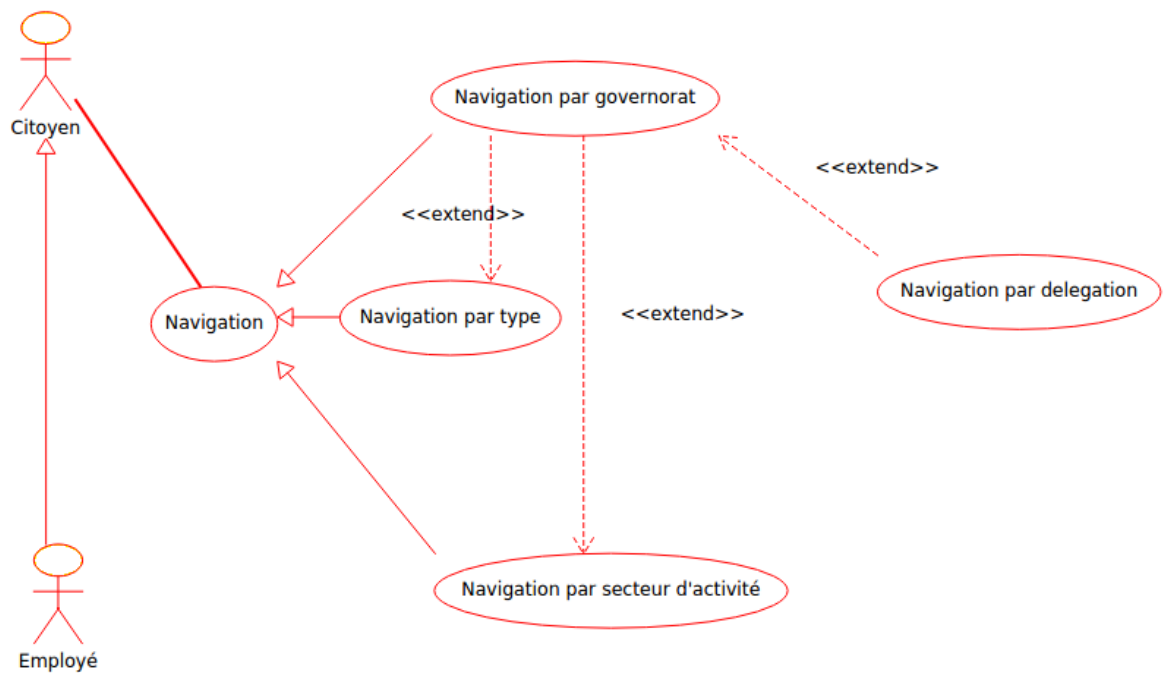 Citoyen
Navigation par governorat
<<extend>>
<<extend>>
Navigation par delegation
Navigation
Navigation par type
<<extend>>
Navigation par secteur d'activité
Employé